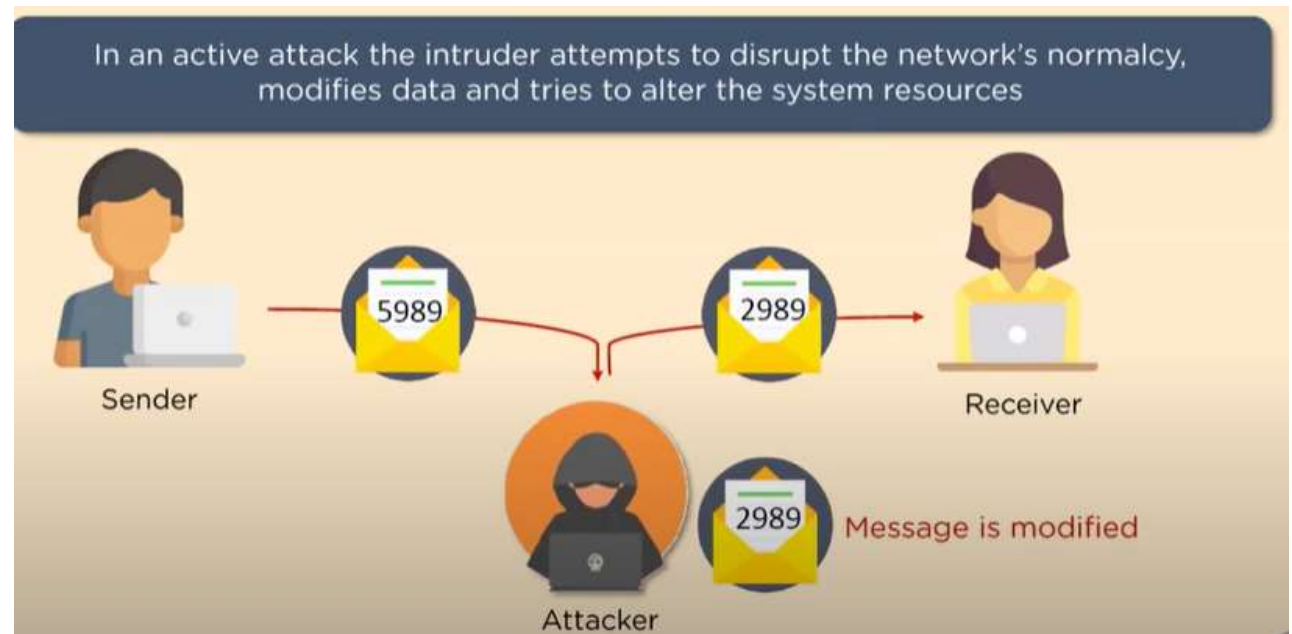 In an active attack the intruder attempts to disrupt the network's normalcy,
modifies data and tries to alter the system resources
5989
2989
Sender
Receiver
2989
Message is modified
Attacker